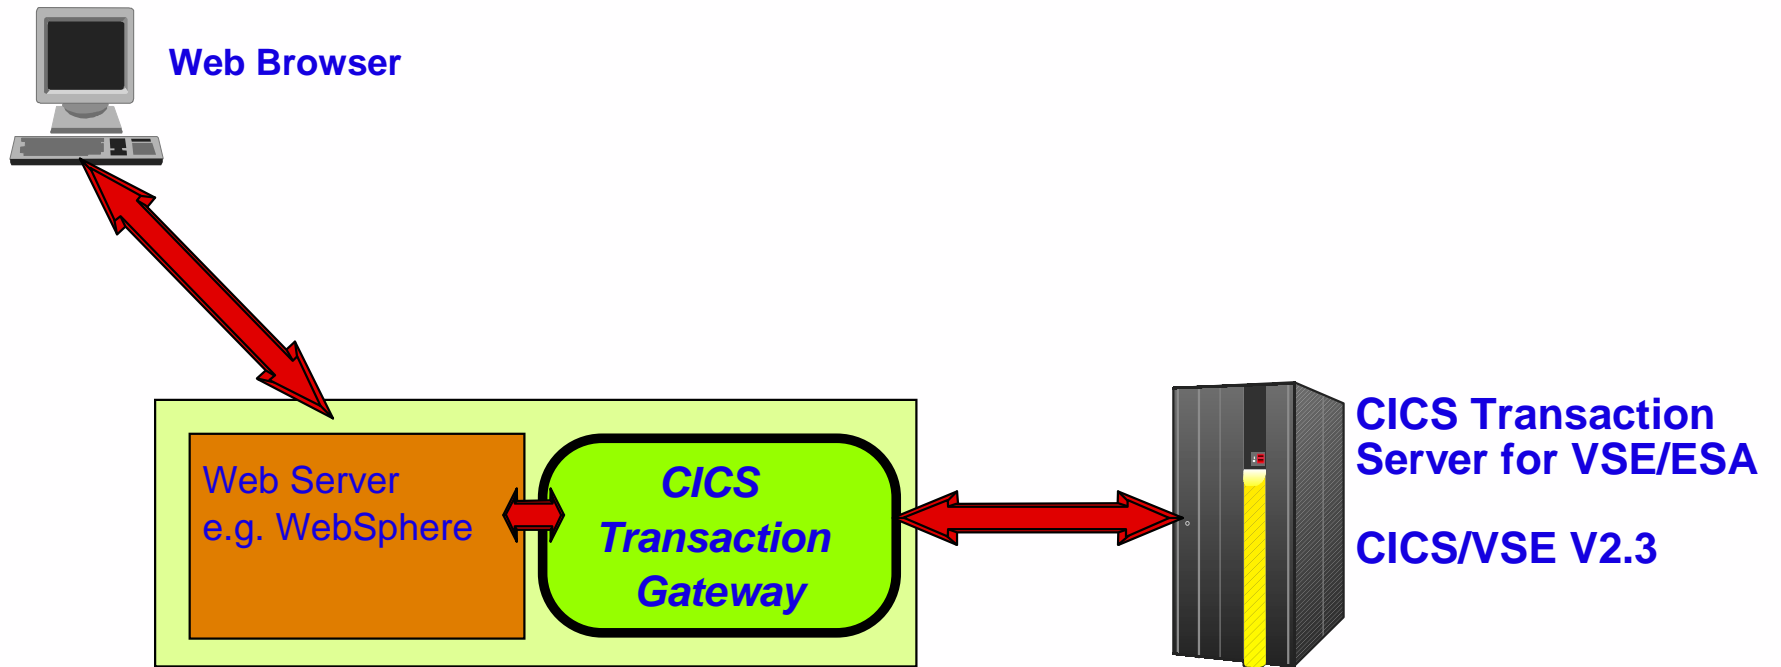 Web Browser
Web Server
e.g. WebSphere
CICS
Transaction
Gateway
CICS Transaction
Server for VSE/ESA
CICS/VSE V2.3